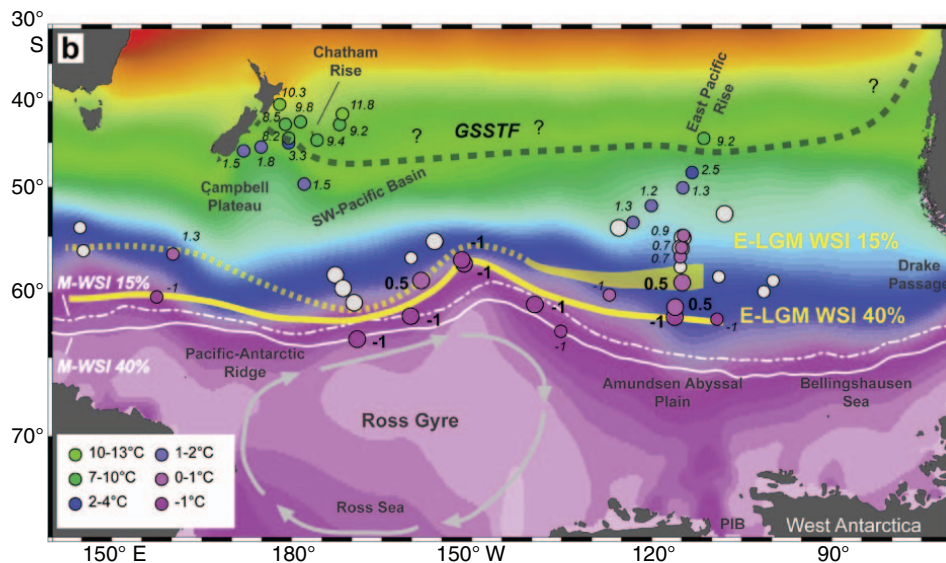 30°
S
b
Chatham
Rise
10.3
9.8
11.8
8.5
9.2
8.2
9.4
3.3
1.5
1.8
1.5
40°
East Pacific
Rise
?
GSSTF
?
?
9.2
Campbell
Plateau
SW-Pacific Basin
50°
2.5
1.2
1.3
1.3
1.3
0.9
0.7
0.7
E-LGM WSI 15%
Drake
Passage
-1
0.5
0.5
-1
60°
M-WSI 15%
-1
-1
-1
-1
-1
0.5
-1
-1
-1
E-LGM WSI 40%
M-WSI 40%
Pacific-Antarctic
Ridge
Amundsen Abyssal
Plain
Bellingshausen
Sea
Ross Gyre
70°
10-13°C
1-2°C
7-10°C
0-1°C
2-4°C
-1°C
Ross Sea
PIB
West Antarctica
150° E
180°
150° W
120°
90°